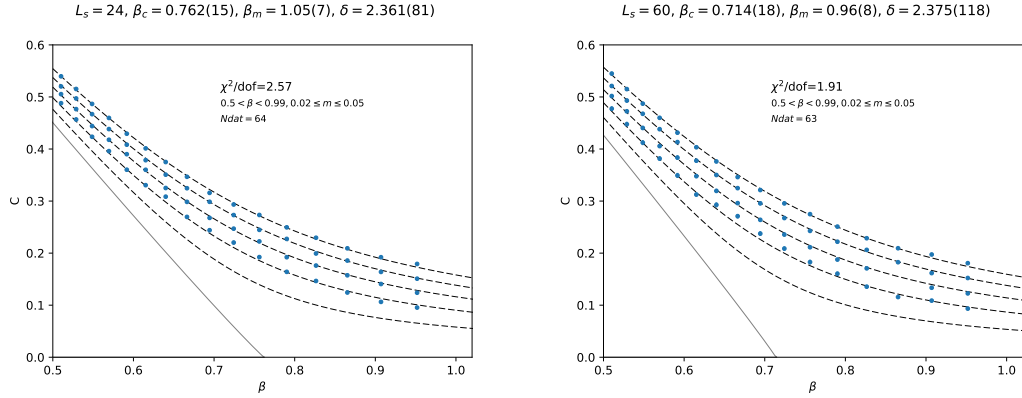 L_s = 24, β_c = 0.762(15), β_m = 1.05(7), δ = 2.361(81)
0.6
0.5
0.4
0.3
0.2
0.1
0.0
C
χ²/dof=2.57
0.5 < β < 0.99, 0.02 ≤ m ≤ 0.05
Ndat = 64
0.5 0.6 0.7 0.8 0.9 1.0
β
L_s = 60, β_c = 0.714(18), β_m = 0.96(8), δ = 2.375(118)
0.6
0.5
0.4
0.3
0.2
0.1
0.0
C
χ²/dof=1.91
0.5 < β < 0.99, 0.02 ≤ m ≤ 0.05
Ndat = 63
0.5 0.6 0.7 0.8 0.9 1.0
β